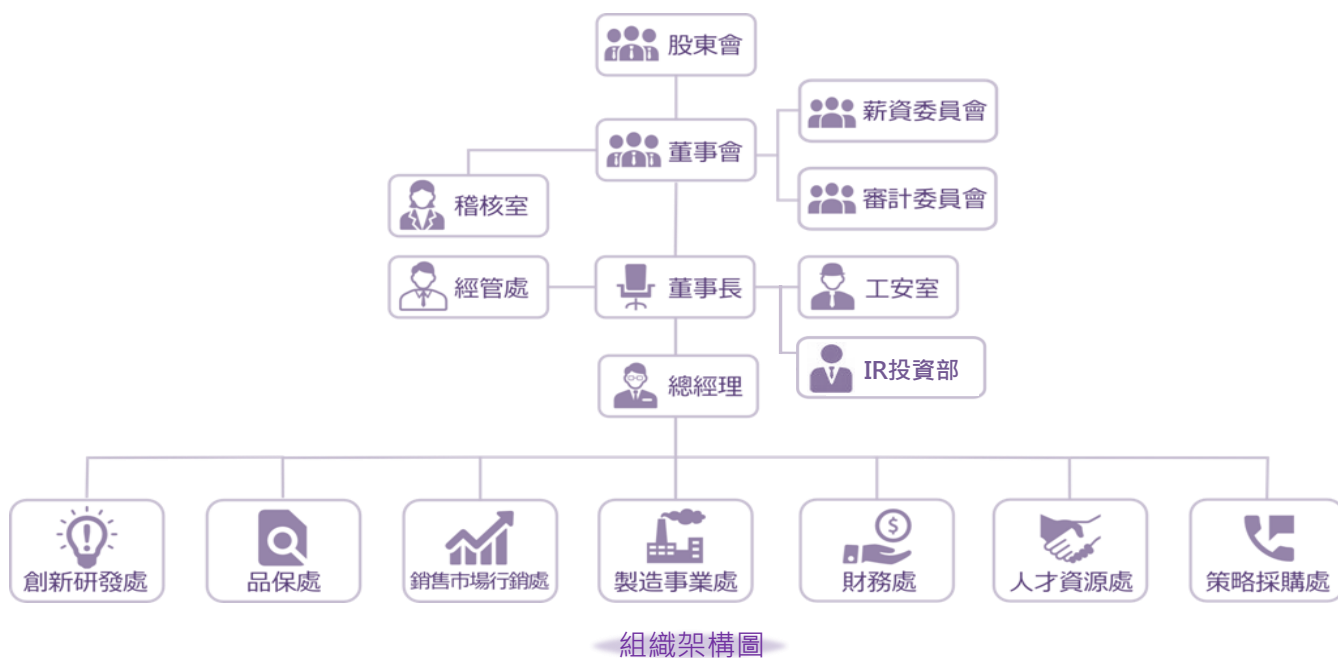 股東會
薪資委員會
董事會
審計委員會
稽核室
經管處
董事長
工安室
IR投資部
總經理
創新研發處
品保處
銷售市場行銷處
製造事業處
財務處
人才資源處
策略採購處
組織架構圖